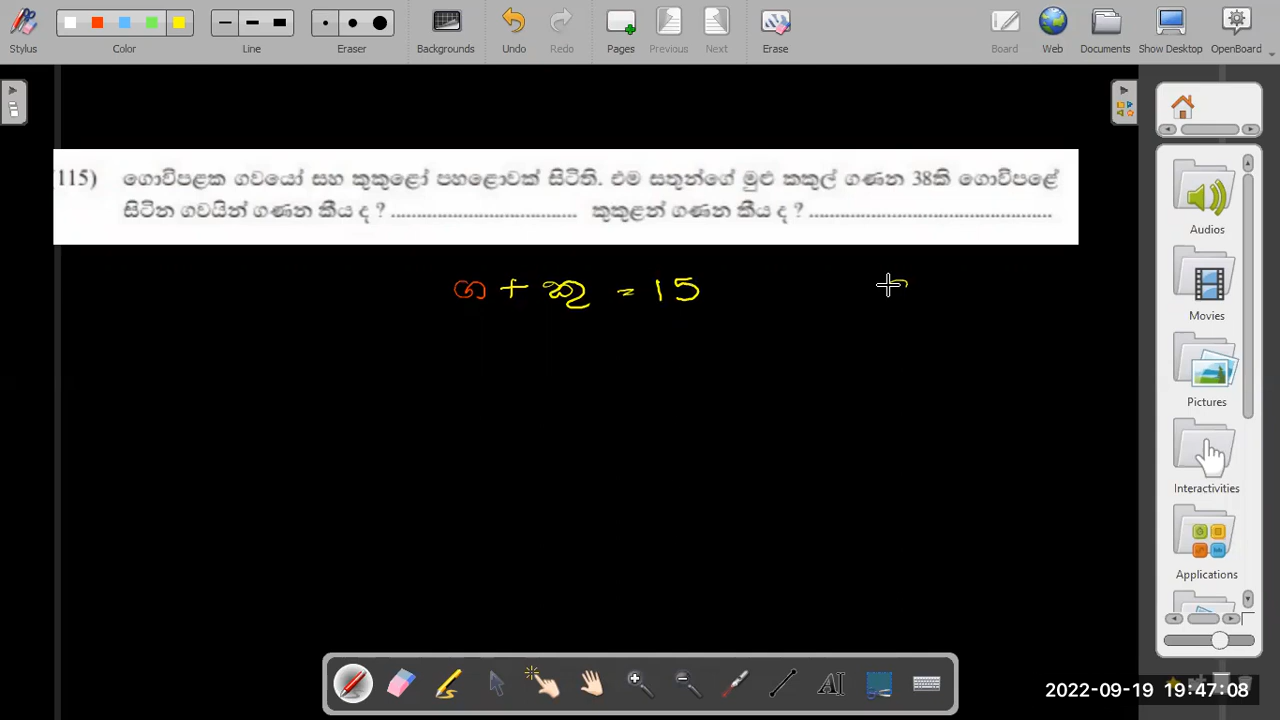 Stylus Color Line Eraser Backgrounds Undo Redo Pages Previous Next Erase Board Web Documents Show Desktop OpenBoard
115) ගොවිපළක ගවයෝ සහ කුකුළෝ පහළොවක් සිටිති. එම සතුන්ගේ මුළු කකුල් ගණන 38කි ගොවිපළේ
සිටින ගවයින් ගණන කීය ද ? .................................... කුකුළන් ගණන කීය ද ? ...............................................
ග + කු = 15
Audios
Movies
Pictures
Interactivities
Applications
2022-09-19 19:47:08